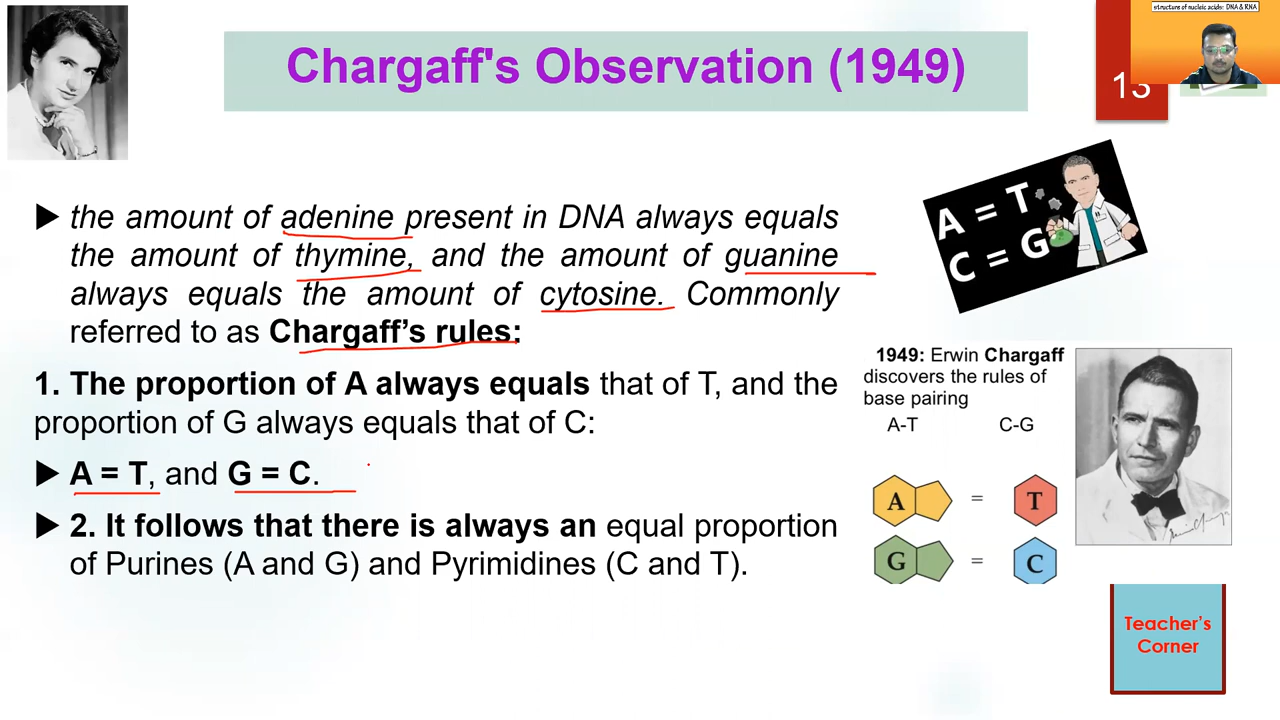 structure of nucleic acids: DNA & RNA
Chargaff's Observation (1949)
13
▶ the amount of adenine present in DNA always equals
the amount of thymine, and the amount of guanine
always equals the amount of cytosine. Commonly
referred to as Chargaff’s rules:
1. The proportion of A always equals that of T, and the
proportion of G always equals that of C:
▶ A = T, and G = C.
▶ 2. It follows that there is always an equal proportion
of Purines (A and G) and Pyrimidines (C and T).
A = T
C = G
1949: Erwin Chargaff
discovers the rules of
base pairing
A-T C-G
A = T
G = C
Teacher’s
Corner